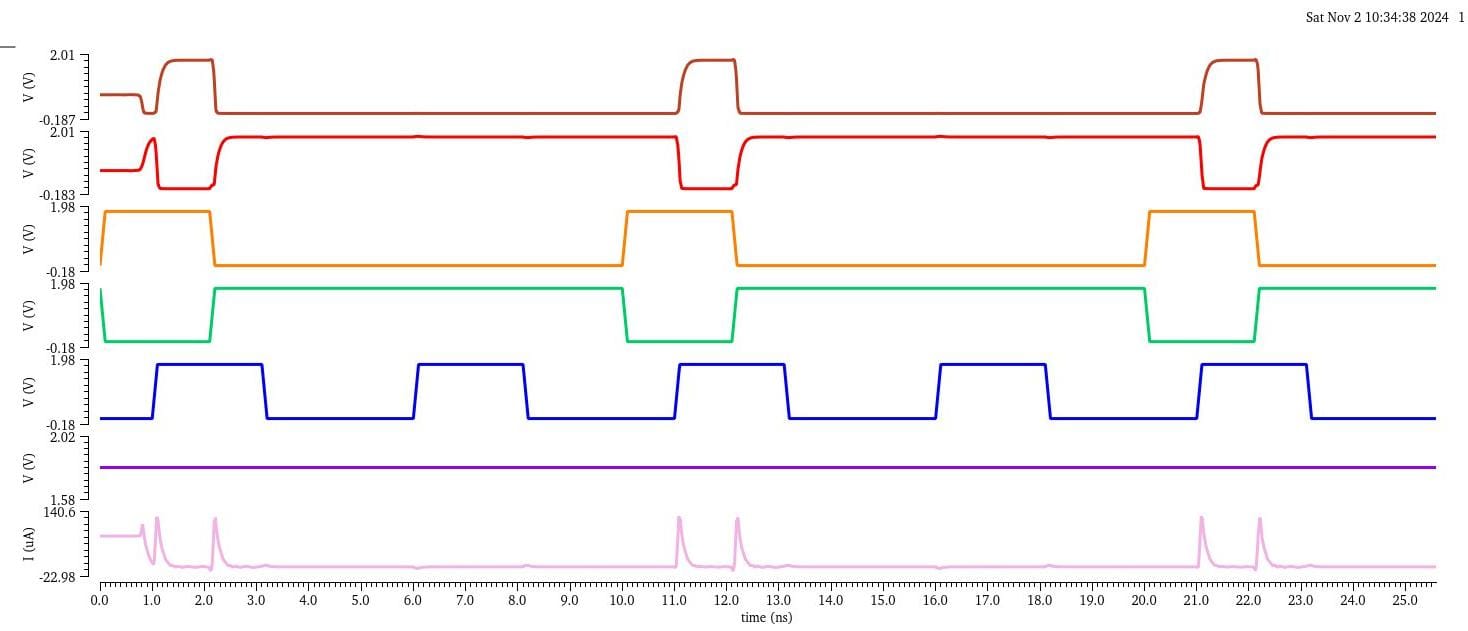 Sat Nov 2 10:34:38 2024 1
2.01
V (V)
-0.187
2.01
V (V)
-0.183
1.98
V (V)
-0.18
1.98
V (V)
-0.18
1.98
V (V)
-0.18
2.02
V (V)
1.58
140.6
I (uA)
-22.98
0.0 1.0 2.0 3.0 4.0 5.0 6.0 7.0 8.0 9.0 10.0 11.0 12.0 13.0 14.0 15.0 16.0 17.0 18.0 19.0 20.0 21.0 22.0 23.0 24.0 25.0
time (ns)